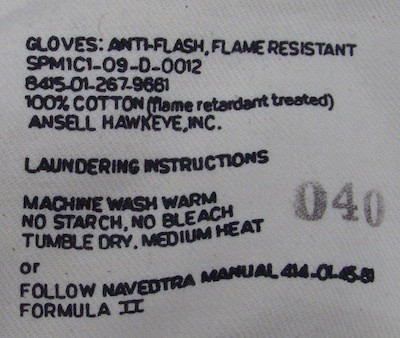 GLOVES: ANTI-FLASH, FLAME RESISTANT
SPM1C1-09-D-0012
8415-01-267-9661
100% COTTON (flame retardant treated)
ANSELL HAWKEYE, INC.
LAUNDERING INSTRUCTIONS
MACHINE WASH WARM
NO STARCH, NO BLEACH
TUMBLE DRY, MEDIUM HEAT
040
or
FOLLOW NAVEDTRA MANUAL 414-01-45-81
FORMULA II